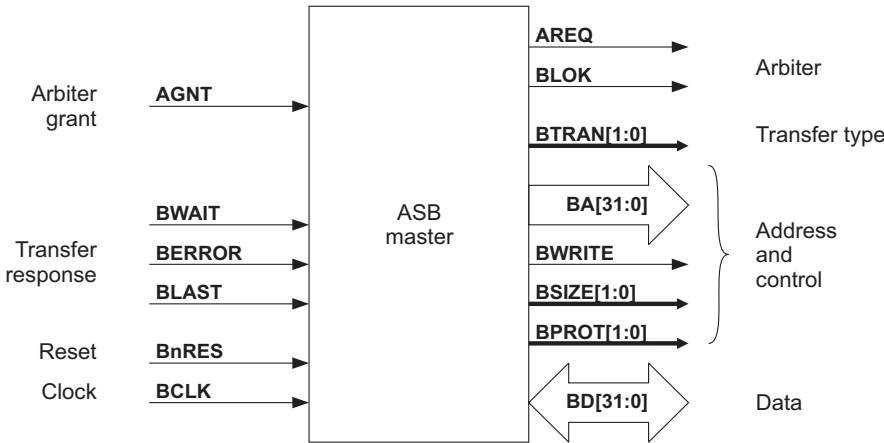 Arbiter
grant
AGNT
BWAIT
Transfer
response
BERROR
BLAST
Reset
BnRES
Clock
BCLK
ASB
master
AREQ
BLOK
Arbiter
BTRAN[1:0]
Transfer type
BA[31:0]
BWRITE
BSIZE[1:0]
BPROT[1:0]
Address
and
control
BD[31:0]
Data